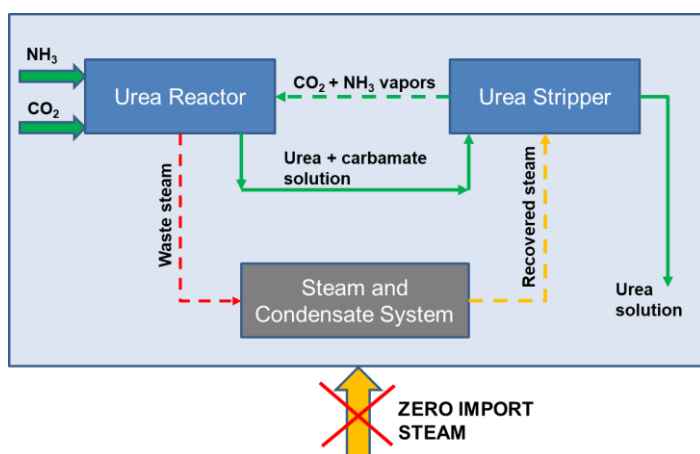 NH₃
CO₂
Urea Reactor
CO₂ + NH₃ vapors
Urea Stripper
Urea + carbamate
solution
Waste steam
Recovered steam
Steam and
Condensate System
Urea
solution
ZERO IMPORT
STEAM